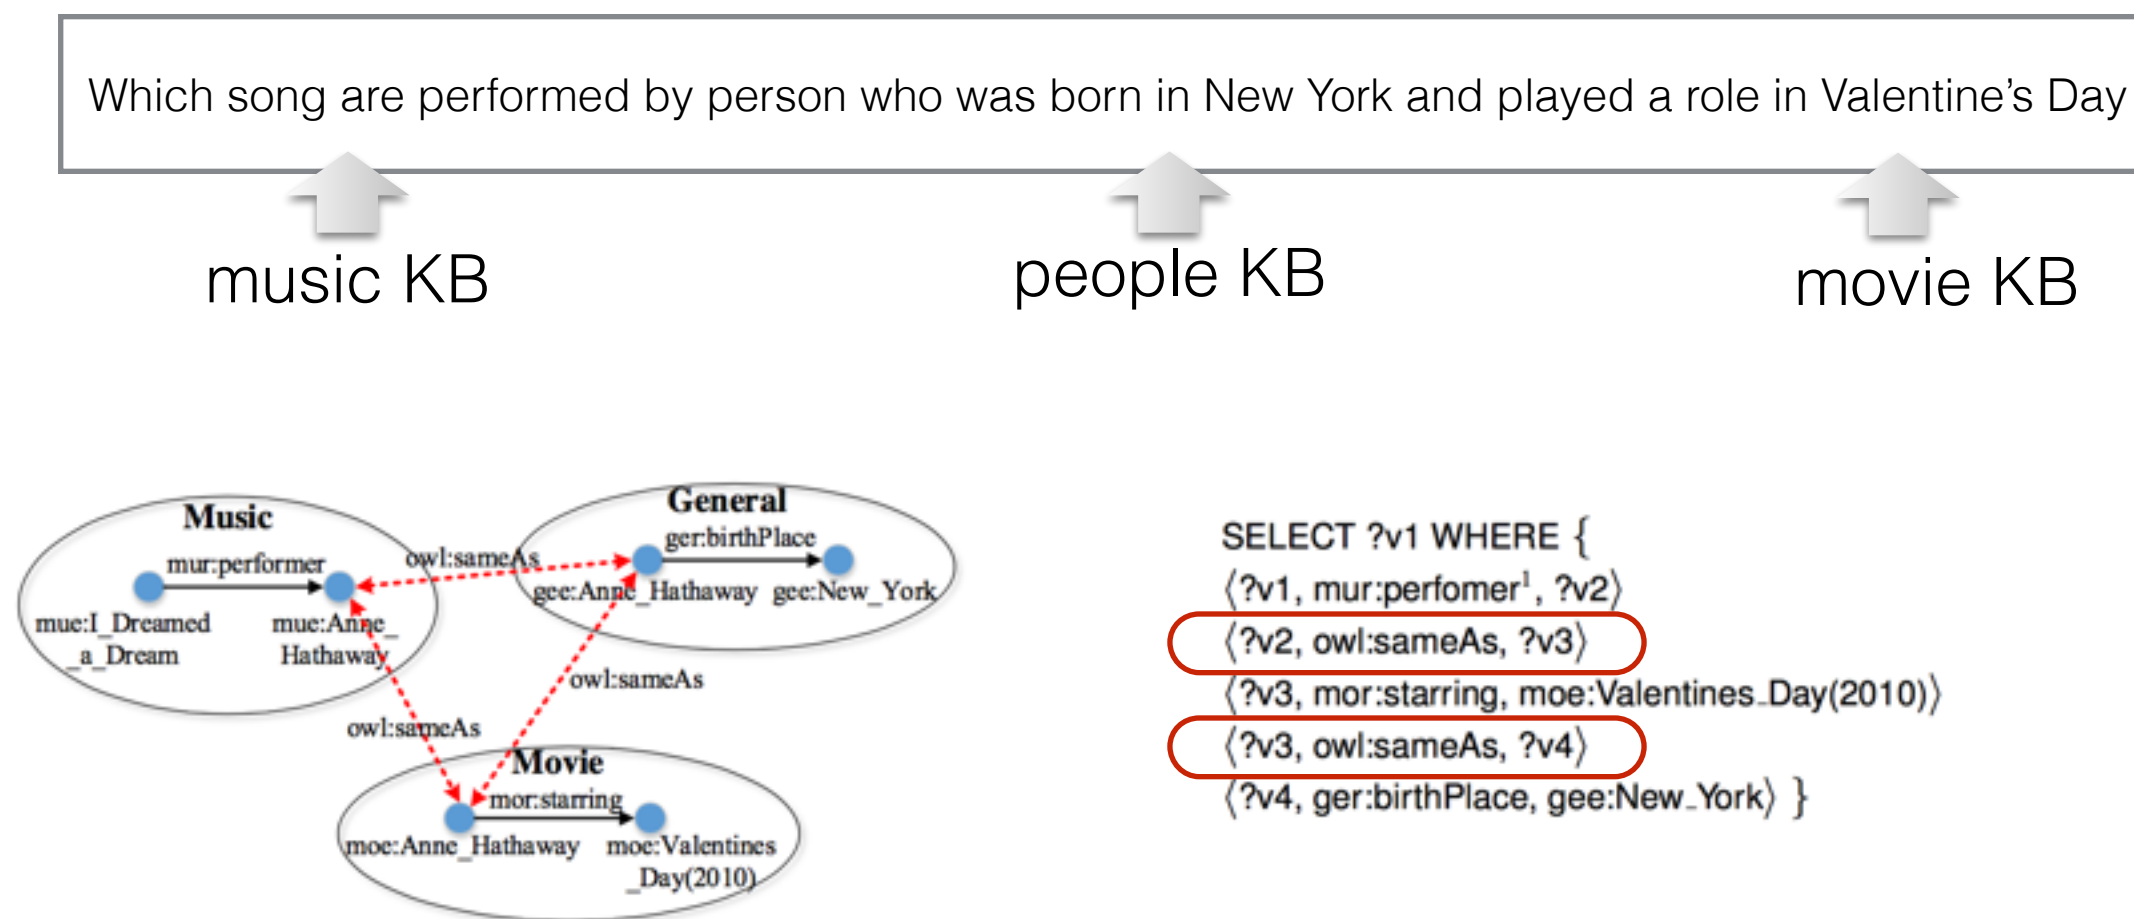 Which song are performed by person who was born in New York and played a role in Valentine’s Day
music KB
people KB
movie KB
Music
mur:performer
mue:I_Dreamed
_a_Dream
mue:Anne_
Hathaway
owl:sameAs
General
ger:birthPlace
gee:Anne_Hathaway
gee:New_York
owl:sameAs
owl:sameAs
Movie
mor:starring
moe:Anne_Hathaway
moe:Valentines
_Day(2010)
SELECT ?v1 WHERE {
⟨?v1, mur:perfomer¹, ?v2⟩
⟨?v2, owl:sameAs, ?v3⟩
⟨?v3, mor:starring, moe:Valentines_Day(2010)⟩
⟨?v3, owl:sameAs, ?v4⟩
⟨?v4, ger:birthPlace, gee:New_York⟩ }